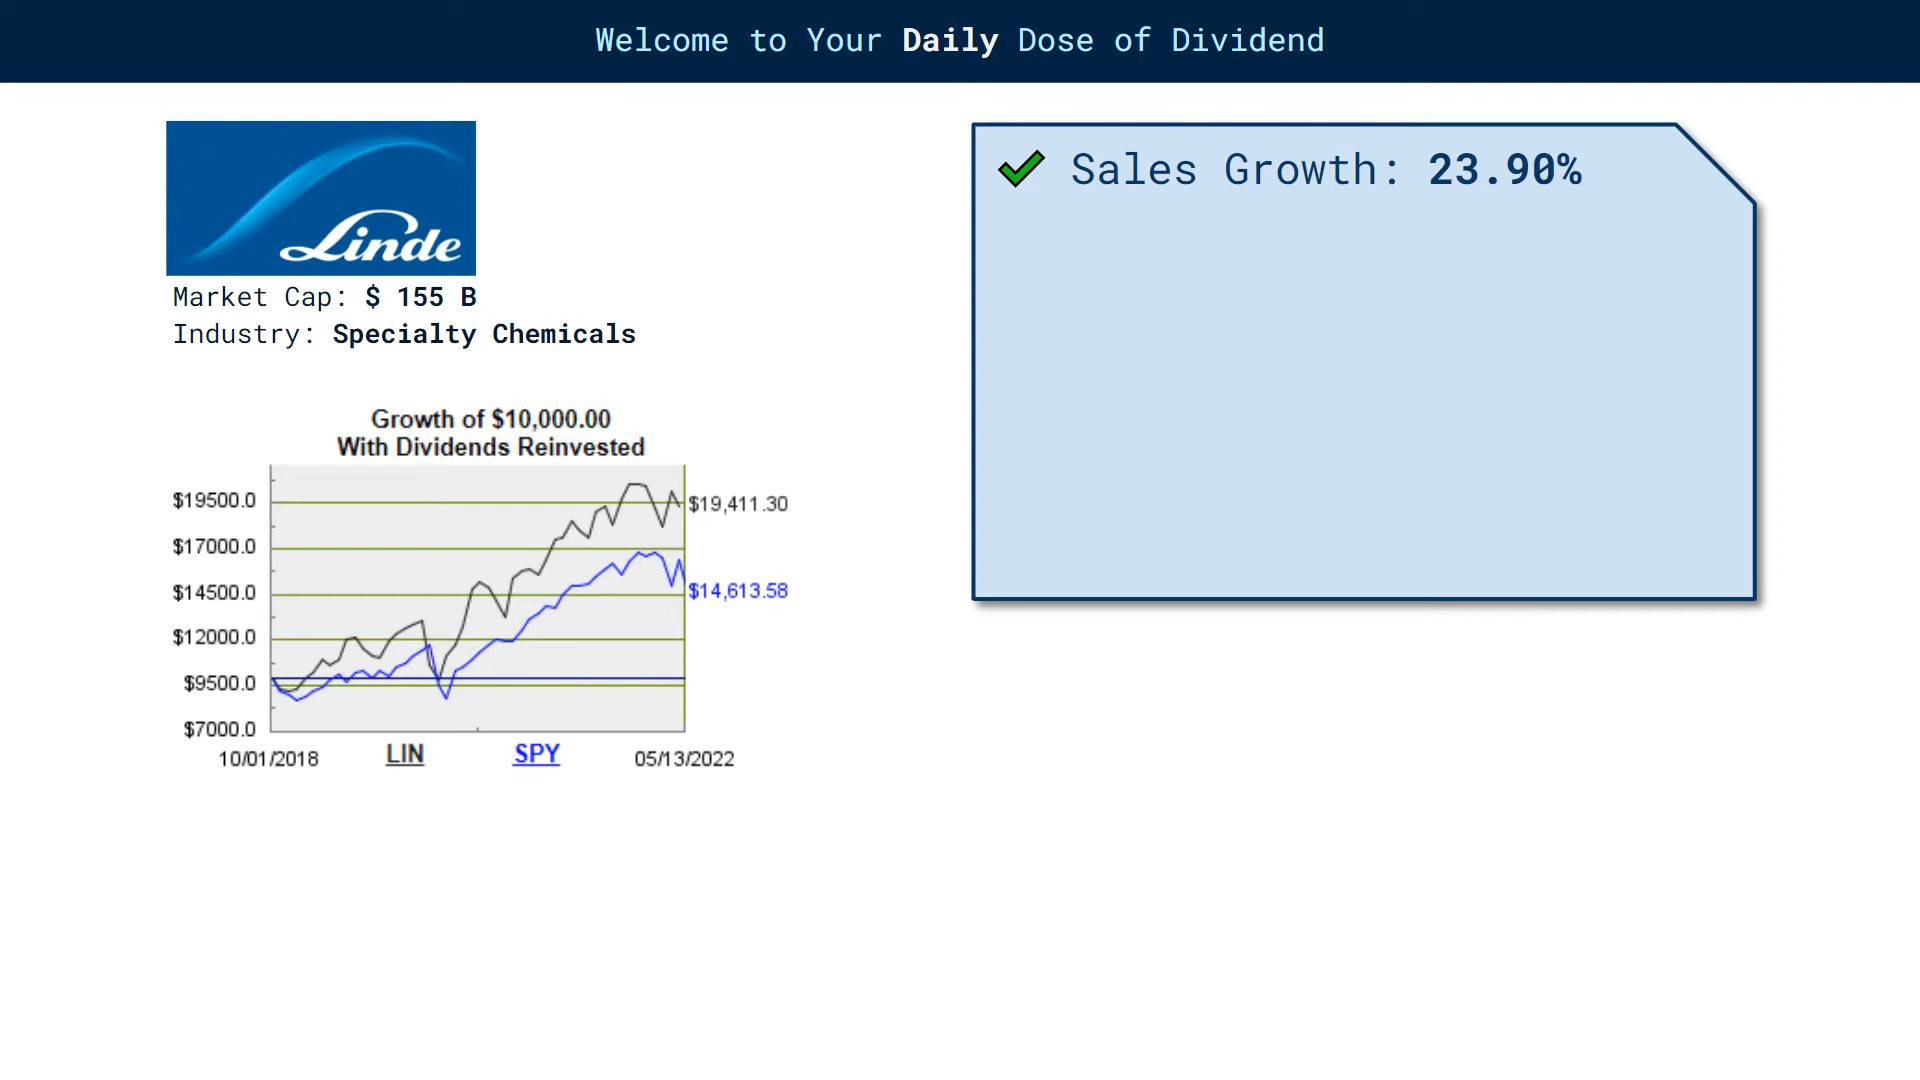 Welcome to Your Daily Dose of Dividend
Linde
Market Cap: $ 155 B
Industry: Specialty Chemicals
Growth of $10,000.00
With Dividends Reinvested
$19500.0
$17000.0
$14500.0
$12000.0
$9500.0
$7000.0
$19,411.30
$14,613.58
10/01/2018
LIN
SPY
05/13/2022
Sales Growth: 23.90%